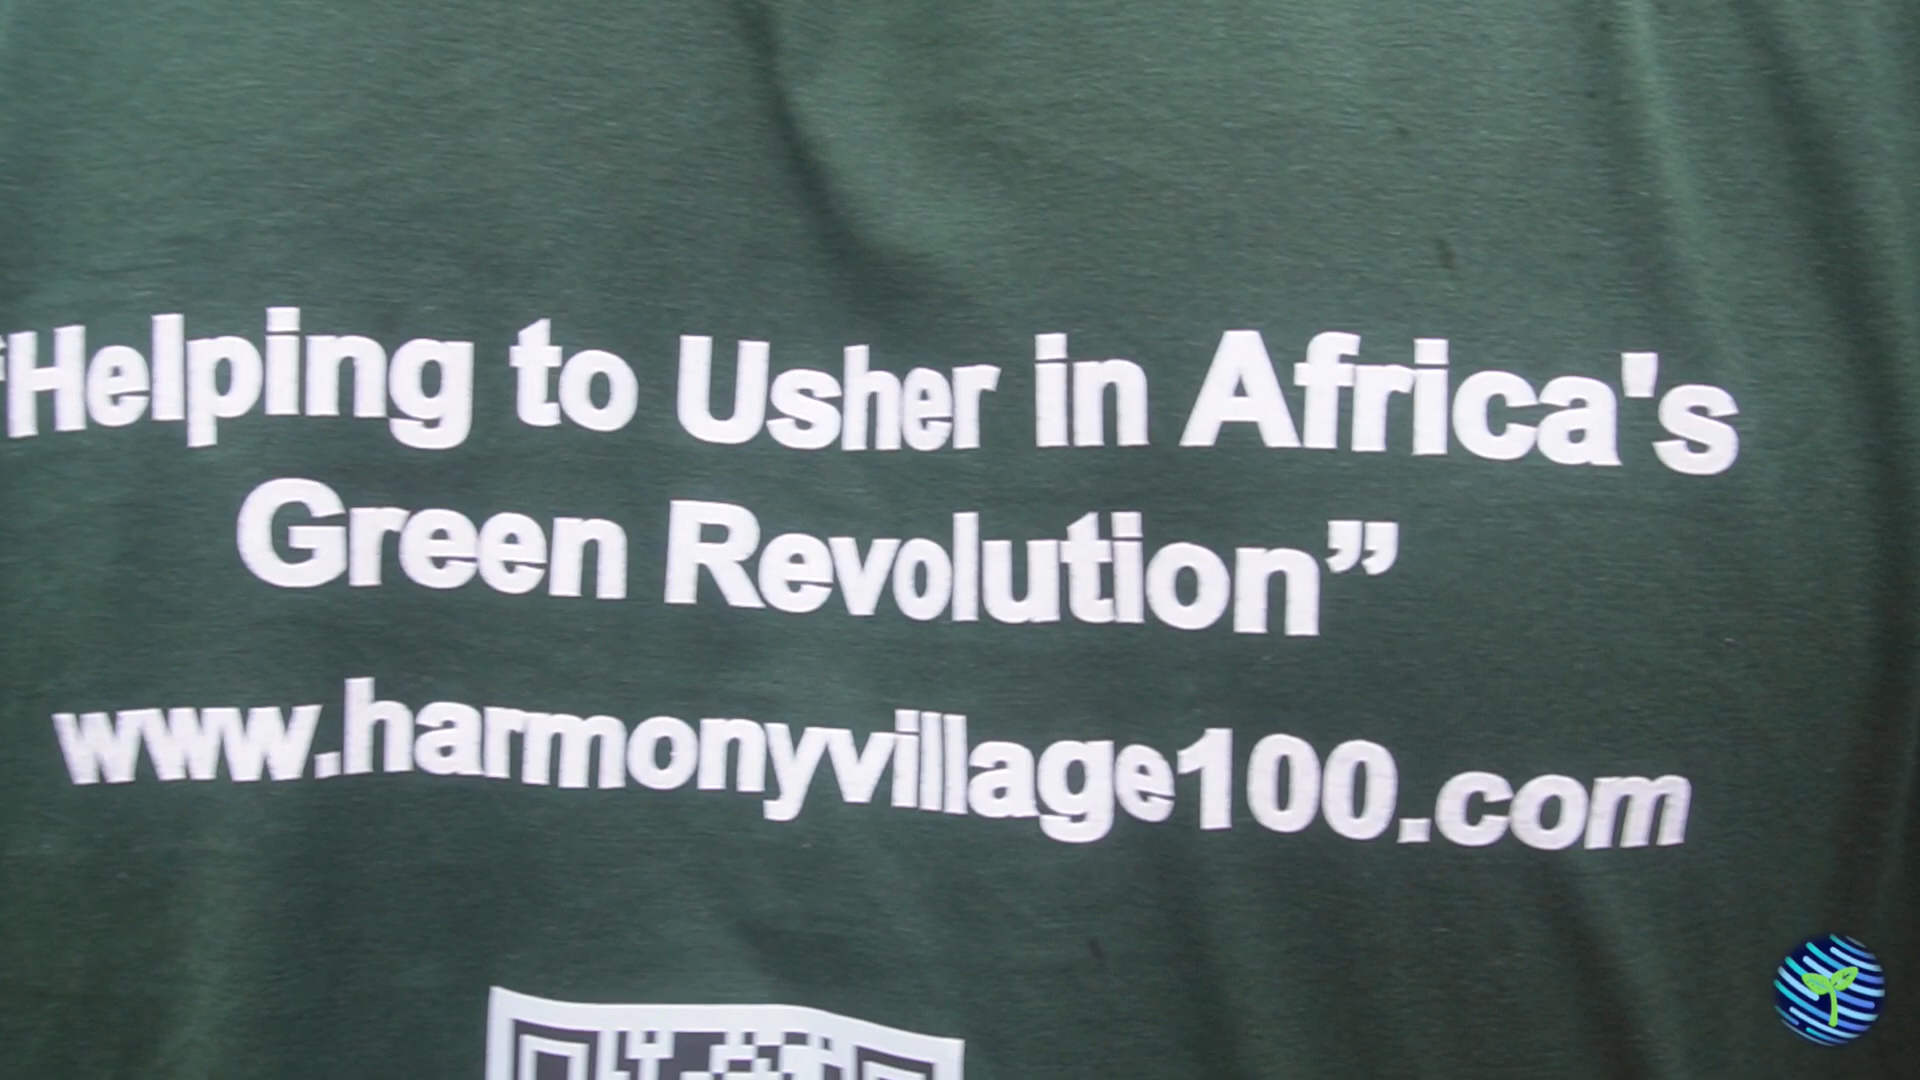 “Helping to Usher in Africa's
Green Revolution”
www.harmonyvillage100.com